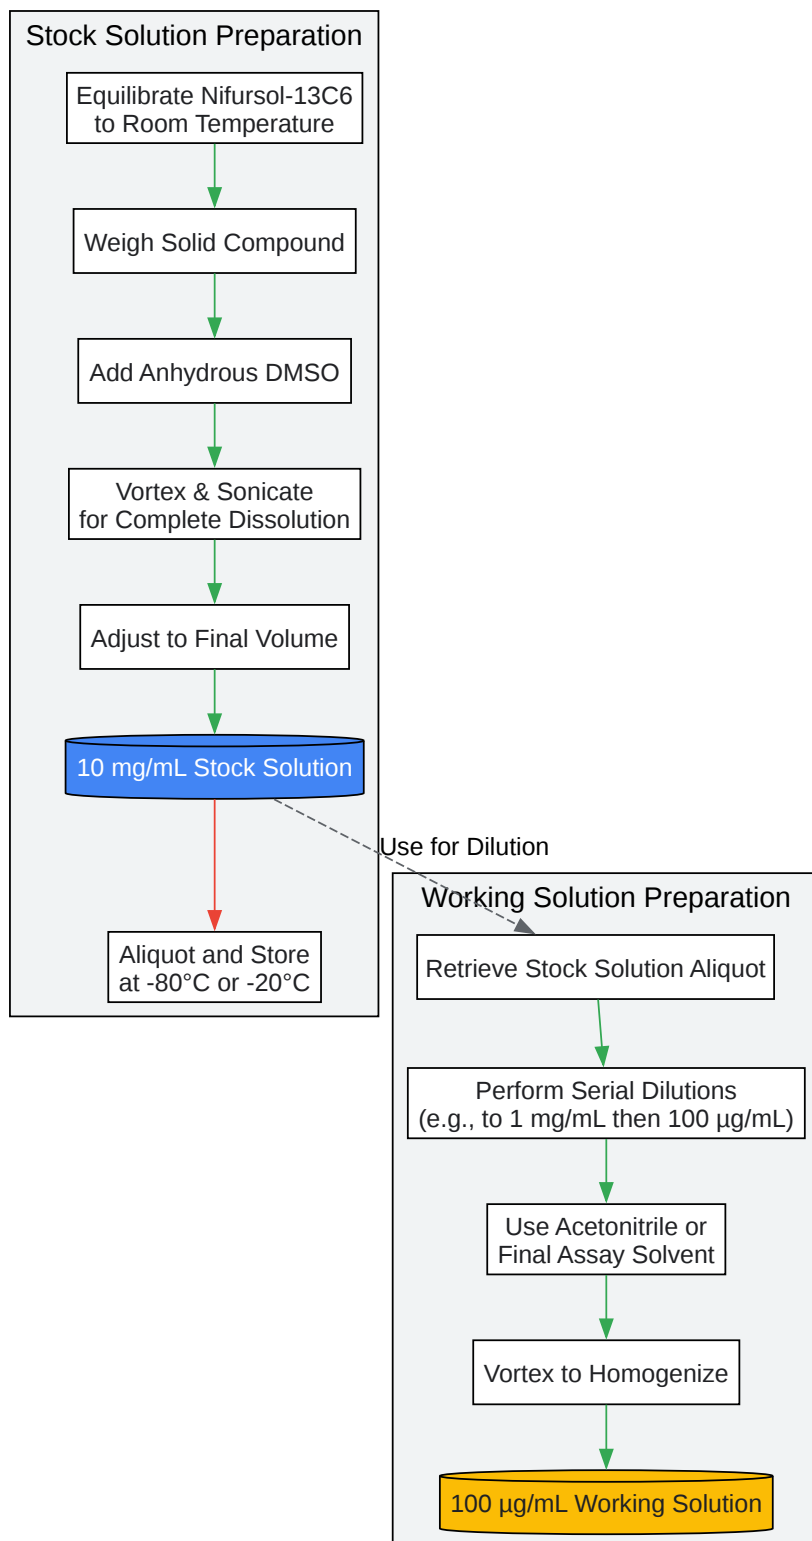 Stock Solution Preparation
Equilibrate Nifursol-13C6
to Room Temperature
Weigh Solid Compound
Add Anhydrous DMSO
Vortex & Sonicate
for Complete Dissolution
Adjust to Final Volume
10 mg/mL Stock Solution
Use for Dilution
Aliquot and Store
at -80°C or -20°C
Working Solution Preparation
Retrieve Stock Solution Aliquot
Perform Serial Dilutions
(e.g., to 1 mg/mL then 100 µg/mL)
Use Acetonitrile or
Final Assay Solvent
Vortex to Homogenize
100 µg/mL Working Solution